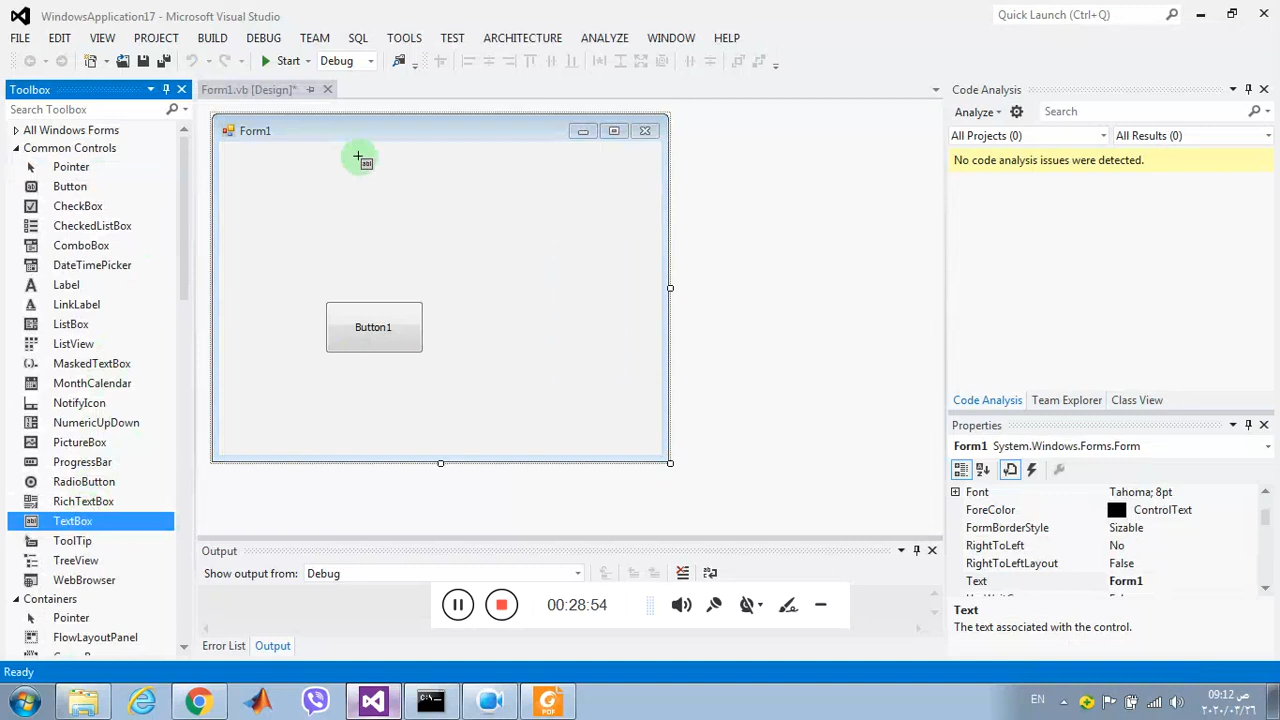 WindowsApplication17 - Microsoft Visual Studio
Quick Launch (Ctrl+Q)
FILE EDIT VIEW PROJECT BUILD DEBUG TEAM SQL TOOLS TEST ARCHITECTURE ANALYZE WINDOW HELP
Start Debug
Toolbox
Search Toolbox
All Windows Forms
Common Controls
Pointer
Button
CheckBox
CheckedListBox
ComboBox
DateTimePicker
Label
LinkLabel
ListBox
ListView
MaskedTextBox
MonthCalendar
NotifyIcon
NumericUpDown
PictureBox
ProgressBar
RadioButton
RichTextBox
TextBox
ToolTip
TreeView
WebBrowser
Containers
Pointer
FlowLayoutPanel
Form1.vb [Design]*
Form1
Button1
Output
Show output from: Debug
00:28:54
Error List Output
Code Analysis
Analyze Search
All Projects (0) All Results (0)
No code analysis issues were detected.
Code Analysis Team Explorer Class View
Properties
Form1 System.Windows.Forms.Form
Font Tahoma; 8pt
ForeColor ControlText
FormBorderStyle Sizable
RightToLeft No
RightToLeftLayout False
Text Form1
Text
The text associated with the control.
Ready
PDF
EN
09:12 ص
٢٠٢٠/٠٣/٢٦